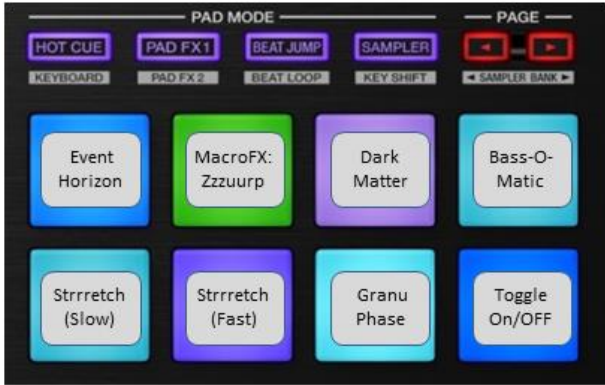 PAD MODE
PAGE
HOT CUE
PAD FX1
BEAT JUMP
SAMPLER
KEYBOARD
PAD FX 2
BEAT LOOP
KEY SHIFT
◄ SAMPLER BANK ►
Event
Horizon
MacroFX:
Zzzuurp
Dark
Matter
Bass-O-
Matic
Strrretch
(Slow)
Strrretch
(Fast)
Granu
Phase
Toggle
On/OFF